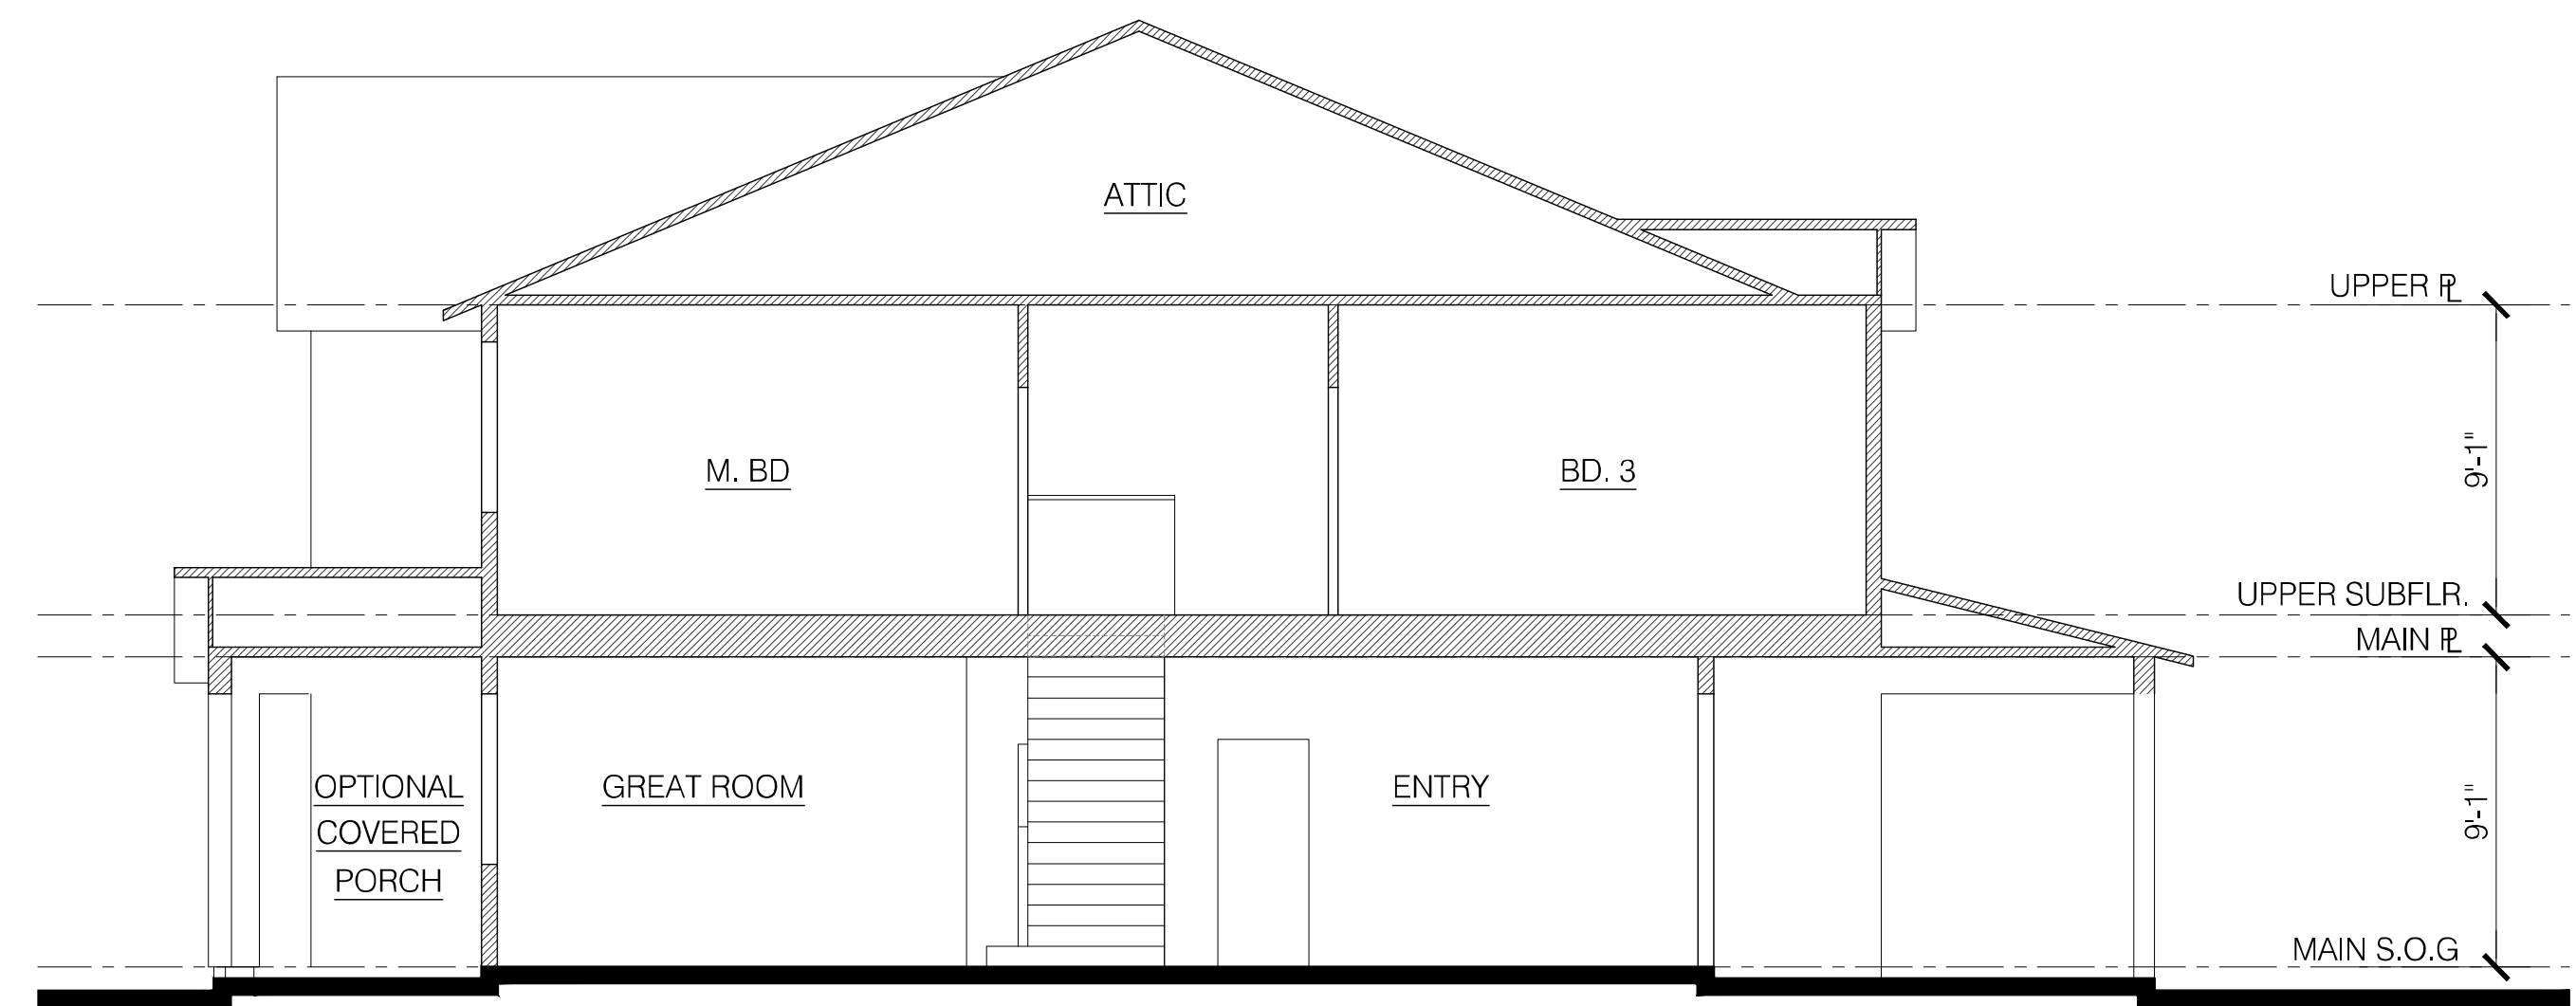 ATTIC
UPPER PL
M. BD
BD. 3
9'-1"
UPPER SUBFLR.
MAIN PL
OPTIONAL
COVERED
PORCH
GREAT ROOM
ENTRY
9'-1"
MAIN S.O.G